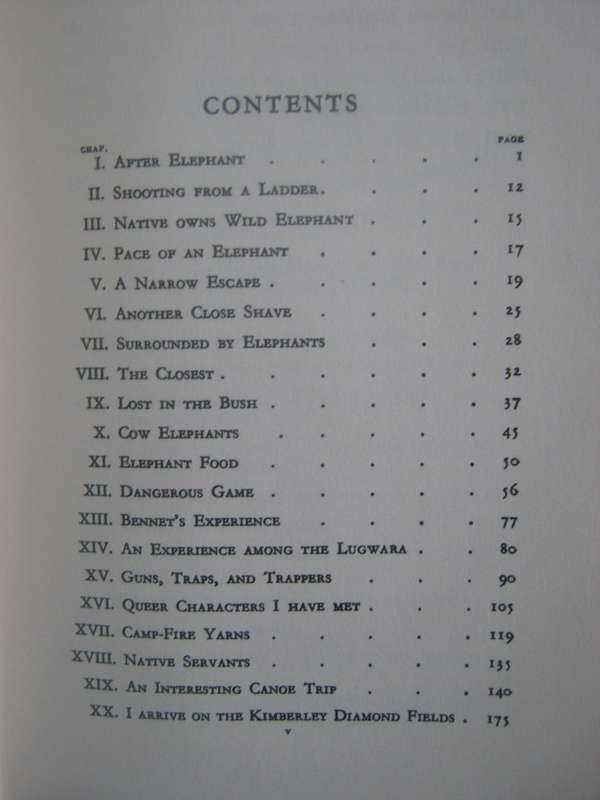 CONTENTS
CHAP. PAGE
I. After Elephant . . . . . 1
II. Shooting from a Ladder. . . . 12
III. Native owns Wild Elephant . . . 15
IV. Pace of an Elephant . . . . 17
V. A Narrow Escape . . . . . 19
VI. Another Close Shave . . . . 25
VII. Surrounded by Elephants . . . 28
VIII. The Closest . . . . . . 32
IX. Lost in the Bush . . . . . 37
X. Cow Elephants . . . . . 45
XI. Elephant Food . . . . . 50
XII. Dangerous Game . . . . . 56
XIII. Bennet's Experience . . . . 77
XIV. An Experience among the Lugwara . . 80
XV. Guns, Traps, and Trappers . . . 90
XVI. Queer Characters I have met . . . 105
XVII. Camp-Fire Yarns . . . . . 119
XVIII. Native Servants . . . . . 135
XIX. An Interesting Canoe Trip . . . 140
XX. I arrive on the Kimberley Diamond Fields . 175
v